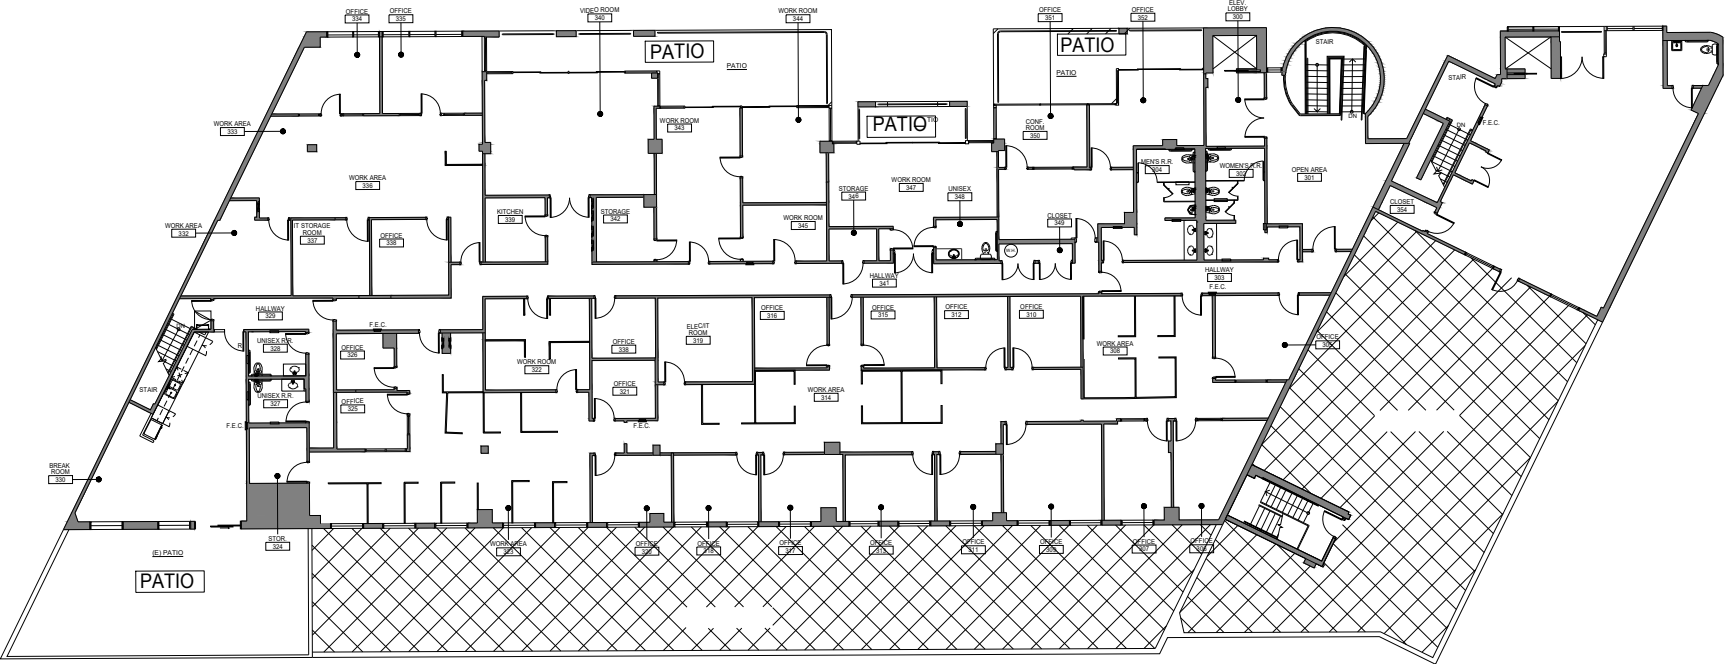 OFFICE
334
OFFICE
335
VIDEO ROOM
340
WORK ROOM
344
OFFICE
351
OFFICE
352
ELEV.
LOBBY
300
PATIO
PATIO
PATIO
PATIO
STAIR
STAIR
DN
F.E.C.
DN
WORK AREA
333
WORK ROOM
343
PATIO
CONF.
ROOM
350
MEN'S R.R.
304
WOMEN'S R.R.
302
OPEN AREA
301
WORK AREA
336
STORAGE
346
WORK ROOM
347
UNISEX
348
CLOSET
349
CLOSET
354
WORK AREA
332
IT STORAGE
ROOM
337
OFFICE
338
KITCHEN
339
STORAGE
342
WORK ROOM
345
W.H.
HALLWAY
341
HALLWAY
303
F.E.C.
HALLWAY
329
F.E.C.
DN
UNISEX R.R.
328
OFFICE
326
WORK ROOM
322
OFFICE
338
ELEC/IT
ROOM
319
OFFICE
316
OFFICE
315
OFFICE
312
OFFICE
310
WORK AREA
308
OFFICE
305
STAIR
UNISEX R.R.
327
OFFICE
325
OFFICE
321
WORK AREA
314
F.E.C.
F.E.C.
BREAK
ROOM
330
STOR.
324
WORK AREA
323
OFFICE
320
OFFICE
318
OFFICE
317
OFFICE
313
OFFICE
311
OFFICE
309
OFFICE
307
OFFICE
306
(E) PATIO
PATIO